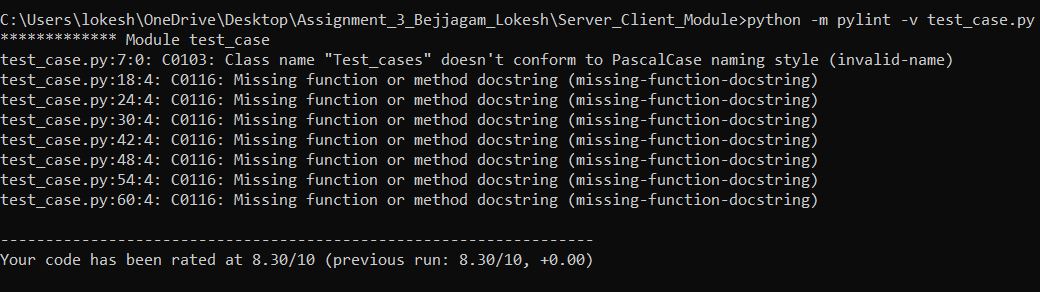 C:\Users\lokesh\OneDrive\Desktop\Assignment_3_Bejjagam_Lokesh\Server_Client_Module>python -m pylint -v test_case.py
************* Module test_case
test_case.py:7:0: C0103: Class name "Test_cases" doesn't conform to PascalCase naming style (invalid-name)
test_case.py:18:4: C0116: Missing function or method docstring (missing-function-docstring)
test_case.py:24:4: C0116: Missing function or method docstring (missing-function-docstring)
test_case.py:30:4: C0116: Missing function or method docstring (missing-function-docstring)
test_case.py:42:4: C0116: Missing function or method docstring (missing-function-docstring)
test_case.py:48:4: C0116: Missing function or method docstring (missing-function-docstring)
test_case.py:54:4: C0116: Missing function or method docstring (missing-function-docstring)
test_case.py:60:4: C0116: Missing function or method docstring (missing-function-docstring)
------------------------------------------------------------------
Your code has been rated at 8.30/10 (previous run: 8.30/10, +0.00)